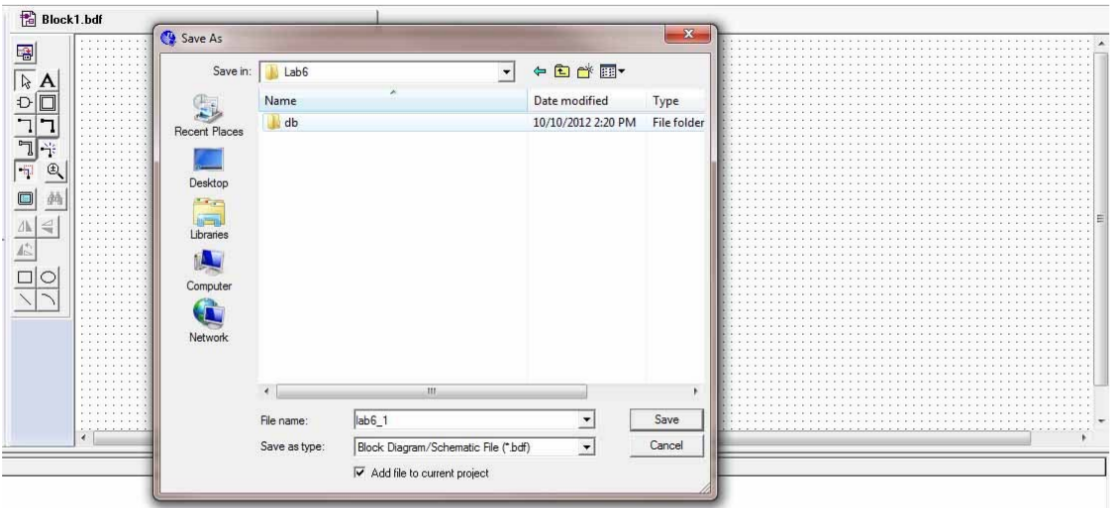 Block1.bdf
Save As
Save in: Lab6
Name Date modified Type
db 10/10/2012 2:20 PM File folder
Recent Places
Desktop
Libraries
Computer
Network
File name: lab6_1 Save
Save as type: Block Diagram/Schematic File (*.bdf) Cancel
Add file to current project